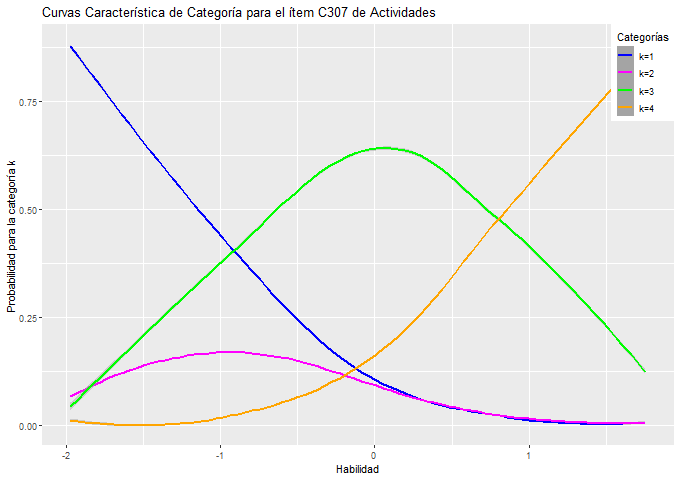 Curvas Característica de Categoría para el ítem C307 de Actividades
Categorías
k=1
k=2
k=3
k=4
Probabilidad para la categoría k
0.75
0.50
0.25
0.00
-2
-1
0
1
Habilidad